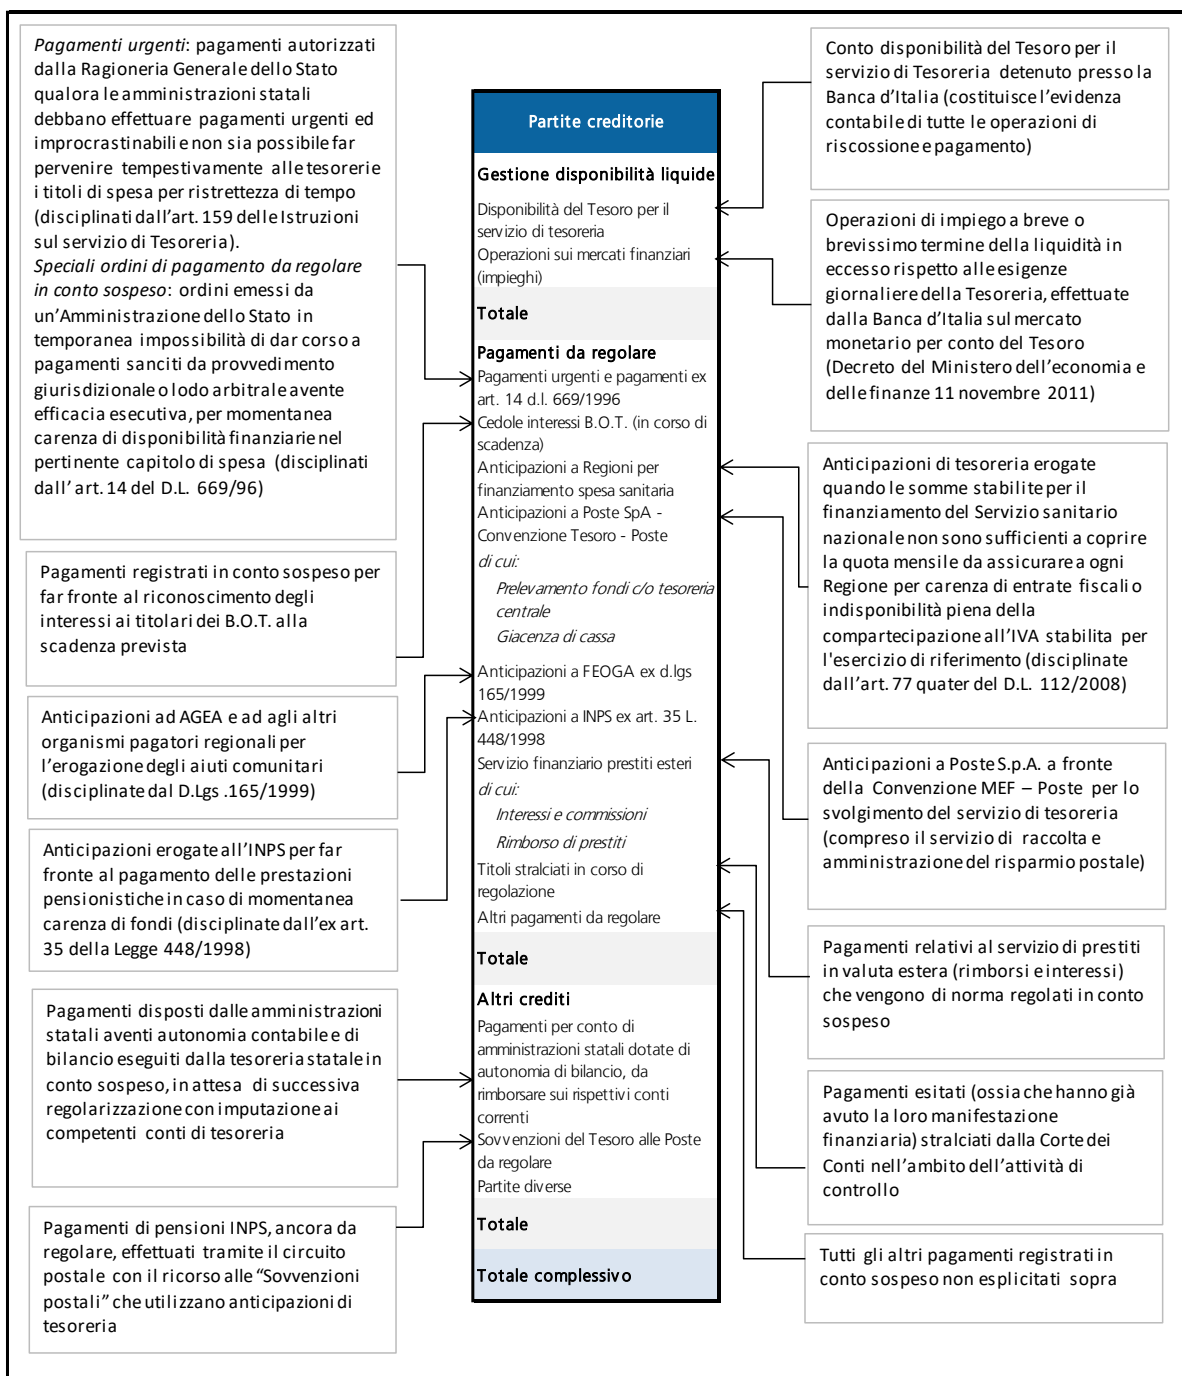 Pagamenti urgenti: pagamenti autorizzati
dalla Ragioneria Generale dello Stato
qualora le amministrazioni statali
debbano effettuare pagamenti urgenti ed
improcrastinabili e non sia possibile far
pervenire tempestivamente alle tesorerie
i titoli di spesa per ristrettezza di tempo
(disciplinati dall'art. 159 delle Istruzioni
sul servizio di Tesoreria).
Speciali ordini di pagamento da regolare
in conto sospeso: ordini emessi da
un'Amministrazione dello Stato in
temporanea impossibilità di dar corso a
pagamenti sanciti da provvedimento
giurisdizionale o lodo arbitrale avente
efficacia esecutiva, per momentanea
carenza di disponibilità finanziarie nel
pertinente capitolo di spesa (disciplinati
dall' art. 14 del D.L. 669/96)
Pagamenti registrati in conto sospeso per
far fronte al riconoscimento degli
interessi ai titolari dei B.O.T. alla
scadenza prevista
Anticipazioni ad AGEA e ad agli altri
organismi pagatori regionali per
l'erogazione degli aiuti comunitari
(disciplinate dal D.Lgs .165/1999)
Anticipazioni erogate all'INPS per far
fronte al pagamento delle prestazioni
pensionistiche in caso di momentanea
carenza di fondi (disciplinate dall'ex art.
35 della Legge 448/1998)
Pagamenti disposti dalle amministrazioni
statali aventi autonomia contabile e di
bilancio eseguiti dalla tesoreria statale in
conto sospeso, in attesa di successiva
regolarizzazione con imputazione ai
competenti conti di tesoreria
Pagamenti di pensioni INPS, ancora da
regolare, effettuati tramite il circuito
postale con il ricorso alle "Sovvenzioni
postali" che utilizzano anticipazioni di
tesoreria
Partite creditorie
Gestione disponibilità liquide
Disponibilità del Tesoro per il
servizio di tesoreria
Operazioni sui mercati finanziari
(impieghi)
Totale
Pagamenti da regolare
Pagamenti urgenti e pagamenti ex
art. 14 d.l. 669/1996
Cedole interessi B.O.T. (in corso di
scadenza)
Anticipazioni a Regioni per
finanziamento spesa sanitaria
Anticipazioni a Poste SpA -
Convenzione Tesoro - Poste
di cui:
Prelevamento fondi c/o tesoreria
centrale
Giacenza di cassa
Anticipazioni a FEOGA ex d.lgs
165/1999
Anticipazioni a INPS ex art. 35 L.
448/1998
Servizio finanziario prestiti esteri
di cui:
Interessi e commissioni
Rimborso di prestiti
Titoli stralciati in corso di
regolazione
Altri pagamenti da regolare
Totale
Altri crediti
Pagamenti per conto di
amministrazioni statali dotate di
autonomia di bilancio, da
rimborsare sui rispettivi conti
correnti
Sovvenzioni del Tesoro alle Poste
da regolare
Partite diverse
Totale
Totale complessivo
Conto disponibilità del Tesoro per il
servizio di Tesoreria detenuto presso la
Banca d'Italia (costituisce l'evidenza
contabile di tutte le operazioni di
riscossione e pagamento)
Operazioni di impiego a breve o
brevissimo termine della liquidità in
eccesso rispetto alle esigenze
giornaliere della Tesoreria, effettuate
dalla Banca d'Italia sul mercato
monetario per conto del Tesoro
(Decreto del Ministero dell'economia e
delle finanze 11 novembre 2011)
Anticipazioni di tesoreria erogate
quando le somme stabilite per il
finanziamento del Servizio sanitario
nazionale non sono sufficienti a coprire
la quota mensile da assicurare a ogni
Regione per carenza di entrate fiscali o
indisponibilità piena della
compartecipazione all'IVA stabilita per
l'esercizio di riferimento (disciplinate
dall'art. 77 quater del D.L. 112/2008)
Anticipazioni a Poste S.p.A. a fronte
della Convenzione MEF – Poste per lo
svolgimento del servizio di tesoreria
(compreso il servizio di raccolta e
amministrazione del risparmio postale)
Pagamenti relativi al servizio di prestiti
in valuta estera (rimborsi e interessi)
che vengono di norma regolati in conto
sospeso
Pagamenti esitati (ossia che hanno già
avuto la loro manifestazione
finanziaria) stralciati dalla Corte dei
Conti nell'ambito dell'attività di
controllo
Tutti gli altri pagamenti registrati in
conto sospeso non esplicitati sopra